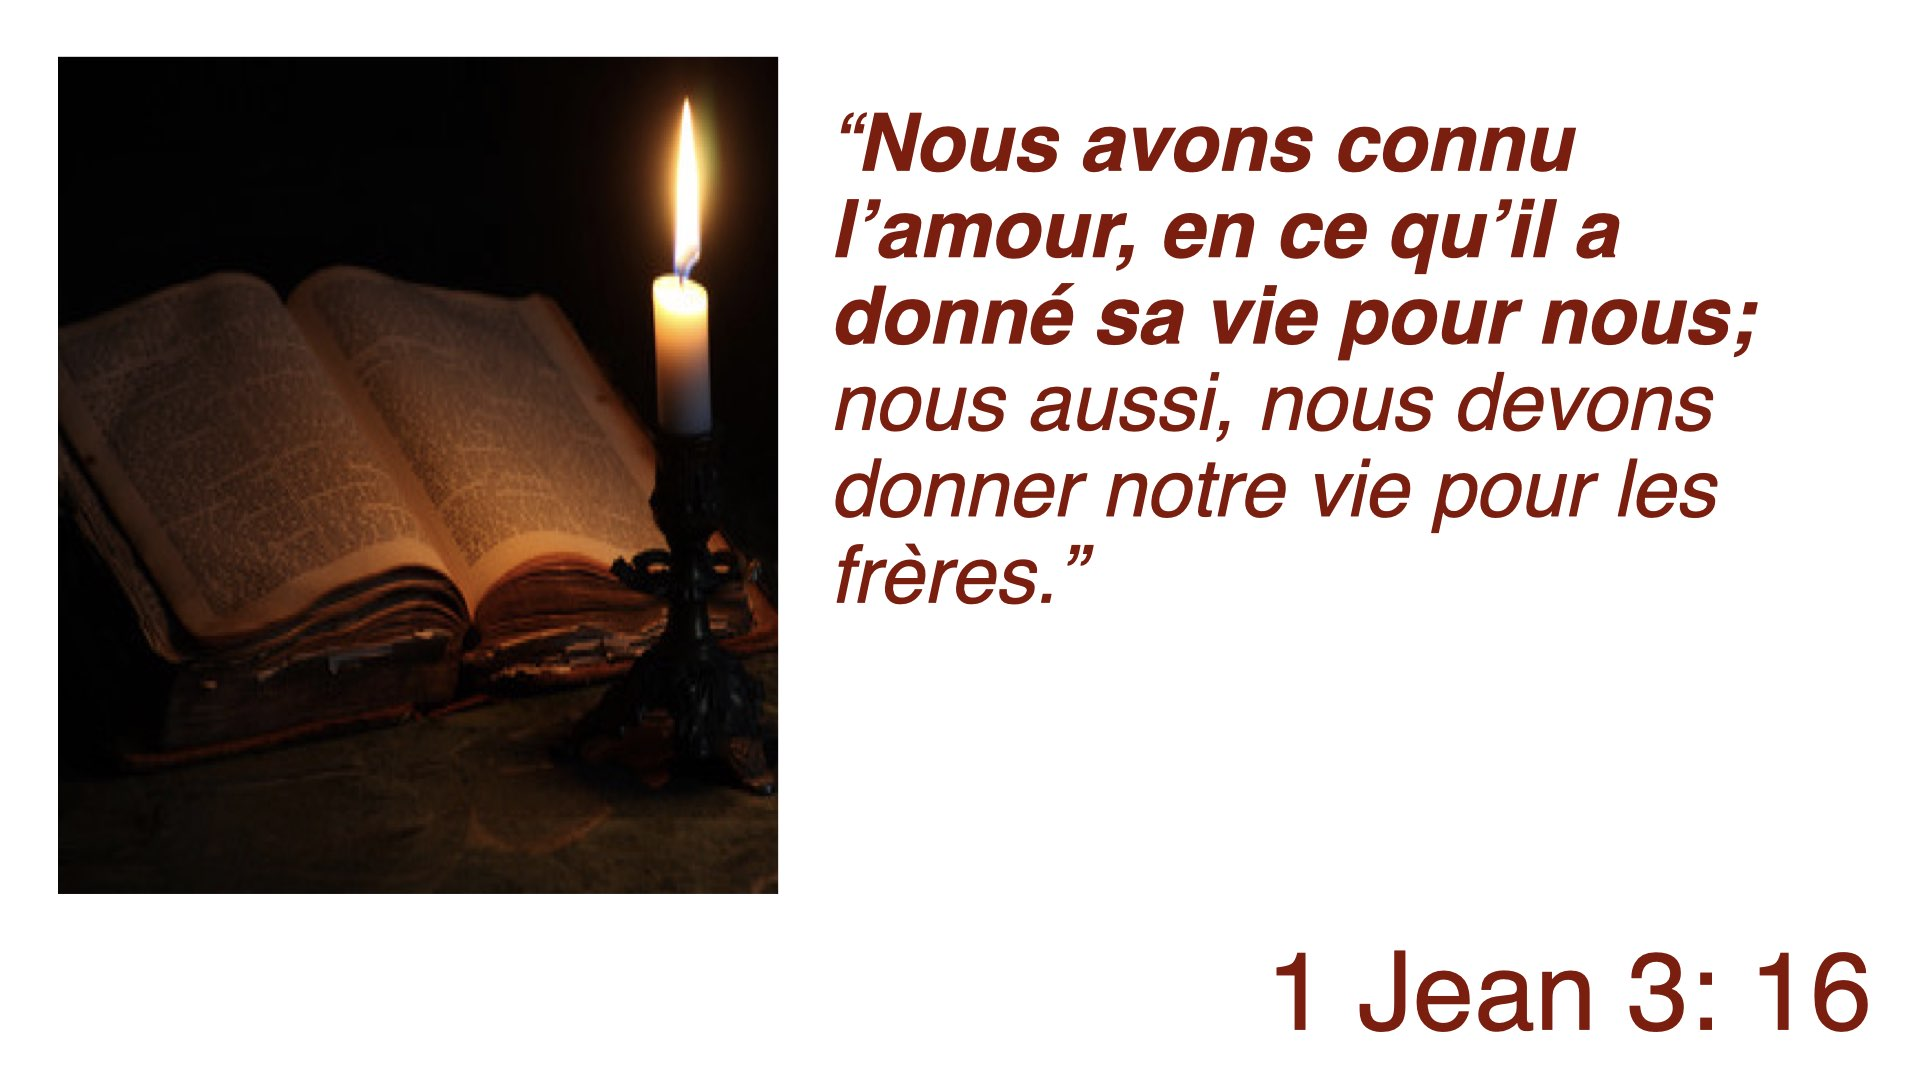 “Nous avons connu
l’amour, en ce qu’il a
donné sa vie pour nous;
nous aussi, nous devons
donner notre vie pour les
frères.”
1 Jean 3: 16